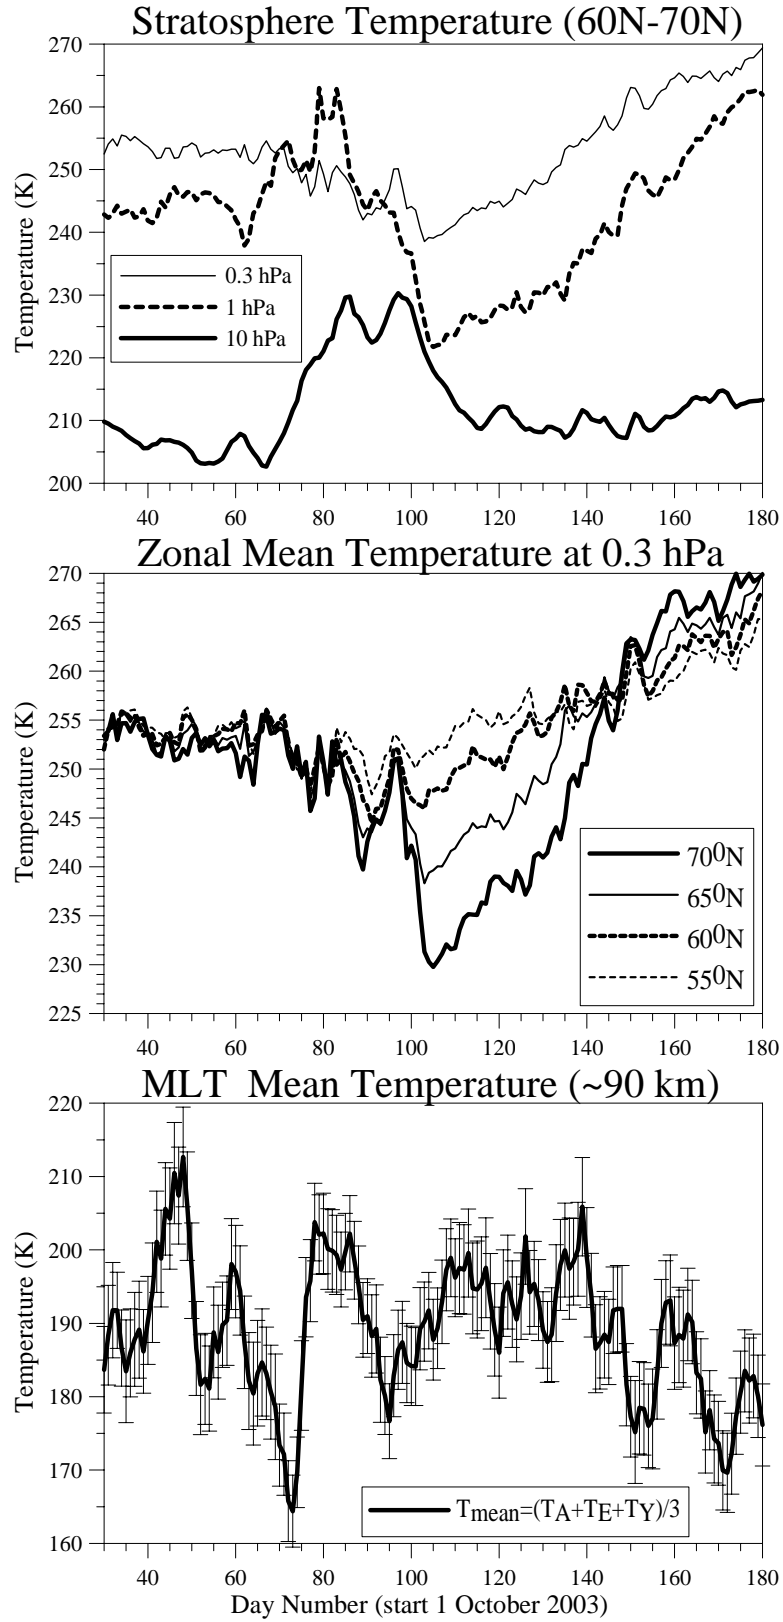 Stratosphere Temperature (60N-70N)
270
260
250
240
230
220
210
200
Temperature (K)
0.3 hPa
1 hPa
10 hPa
40 60 80 100 120 140 160 180
Zonal Mean Temperature at 0.3 hPa
270
265
260
255
250
245
240
235
230
225
Temperature (K)
70⁰N
65⁰N
60⁰N
55⁰N
40 60 80 100 120 140 160 180
MLT Mean Temperature (~90 km)
220
210
200
190
180
170
160
Temperature (K)
Tmean=(TA+TE+TY)/3
40 60 80 100 120 140 160 180
Day Number (start 1 October 2003)